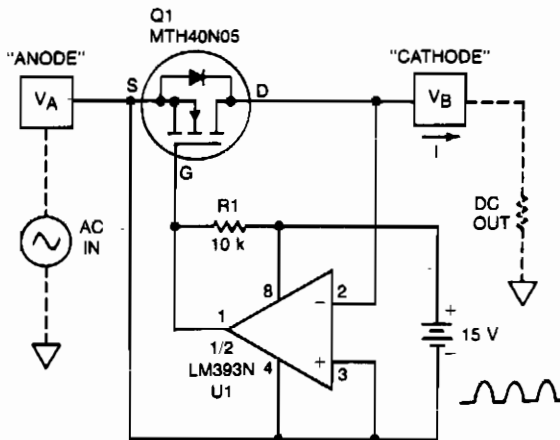 Q1
MTH40N05
"ANODE"
"CATHODE"
VA
S
D
VB
I
G
R1
10 k
AC
IN
DC
OUT
8
2
1
−
+
1/2
4
+
3
−
15 V
LM393N
U1